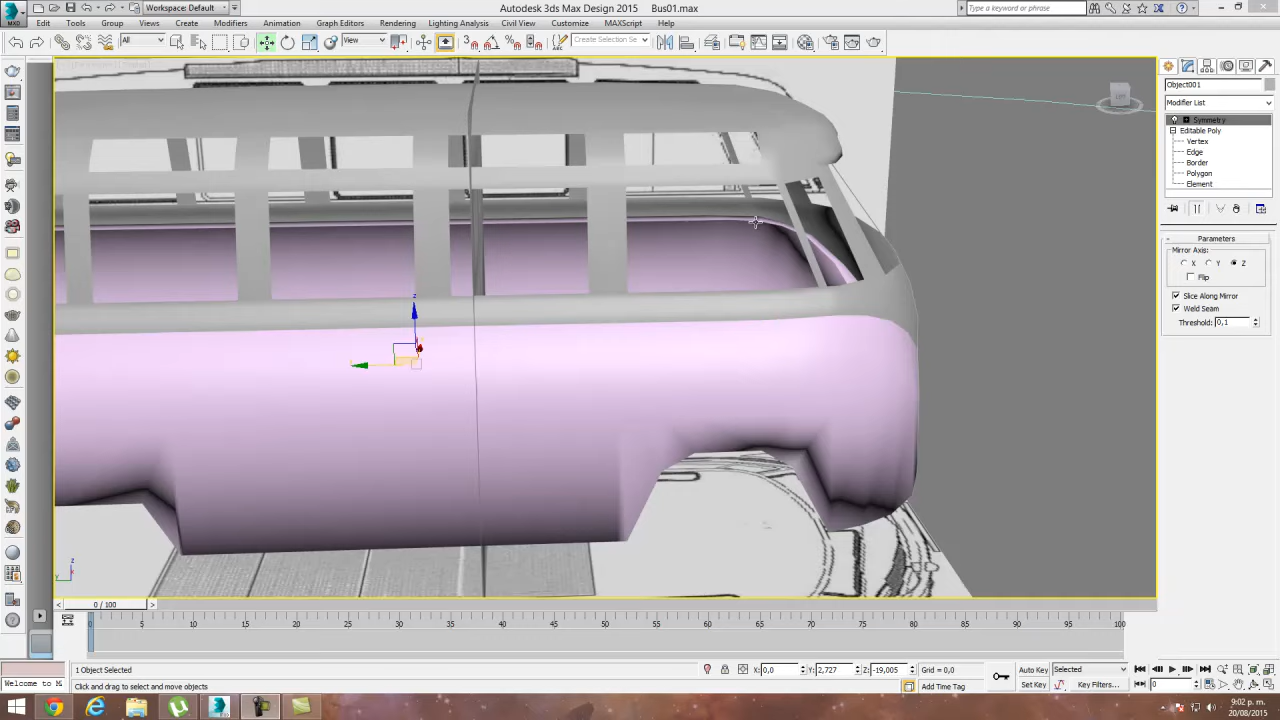 Workspace: Default
Autodesk 3ds Max Design 2015
Bus01.max
Type a keyword or phrase
MXD
Edit Tools Group Views Create Modifiers Animation Graph Editors Rendering Lighting Analysis Civil View Customize MAXScript Help
All
View
Create Selection Se
Object001
Modifier List
Symmetry
Editable Poly
Vertex
Edge
Border
Polygon
Element
Parameters
Mirror Axis:
X Y Z
Flip
Slice Along Mirror
Weld Seam
Threshold: 0,1
z
0 / 100
0 5 10 15 20 25 30 35 40 45 50 55 60 65 70 75 80 85 90 95 100
1 Object Selected
X: 0,0 Y: 2,727 Z: -19,005
Grid = 0,0
Auto Key
Selected
Welcome to M
Click and drag to select and move objects
Add Time Tag
Set Key
Key Filters...
0
9:02 p. m.
20/08/2015